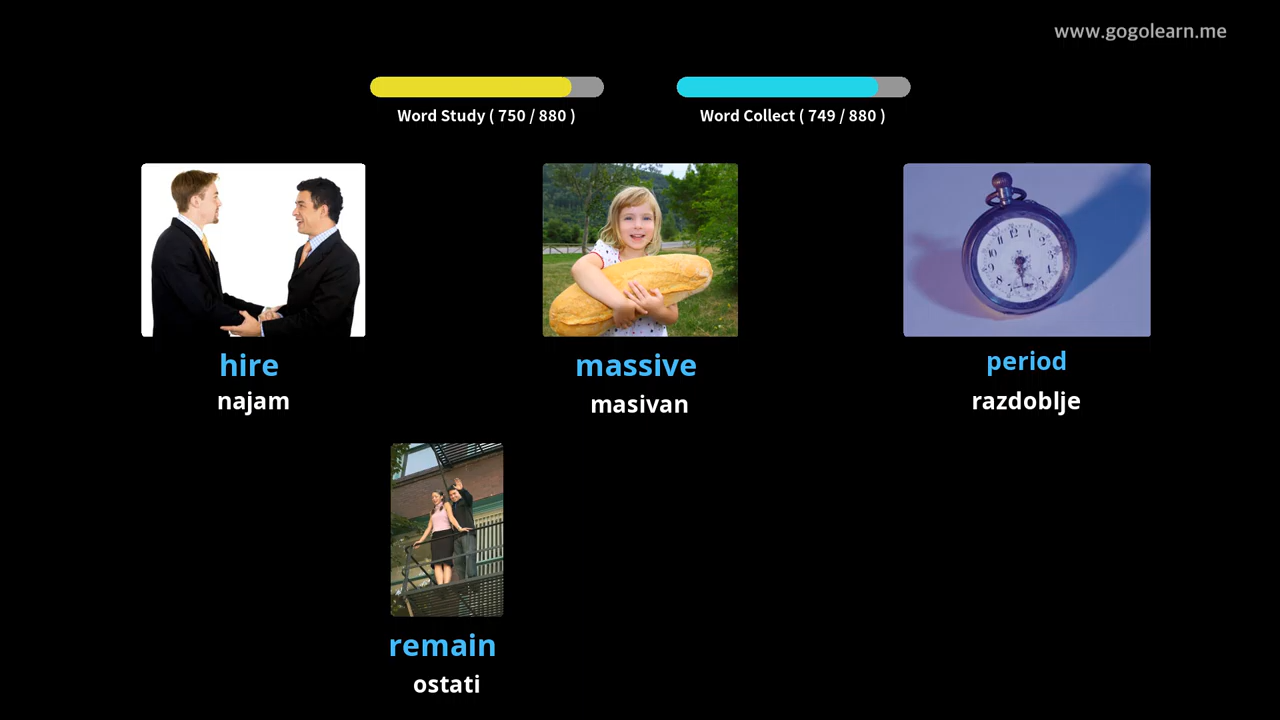 www.gogolearn.me
Word Study ( 750 / 880 )
Word Collect ( 749 / 880 )
hire
najam
massive
masivan
period
razdoblje
remain
ostati